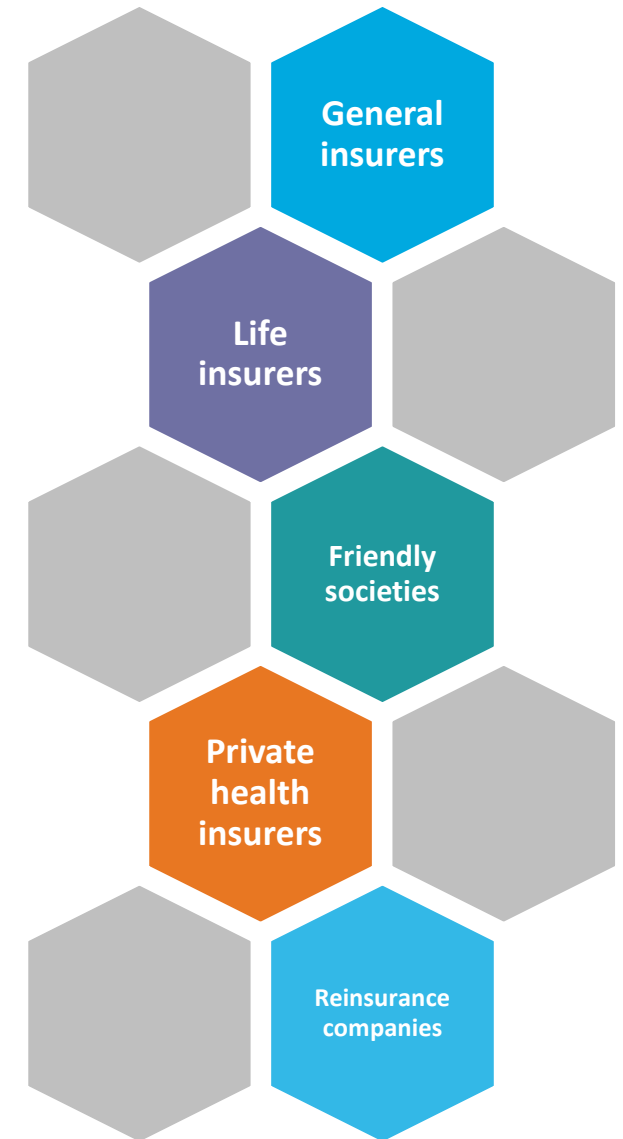 General
insurers
Life
insurers
Friendly
societies
Private
health
insurers
Reinsurance
companies